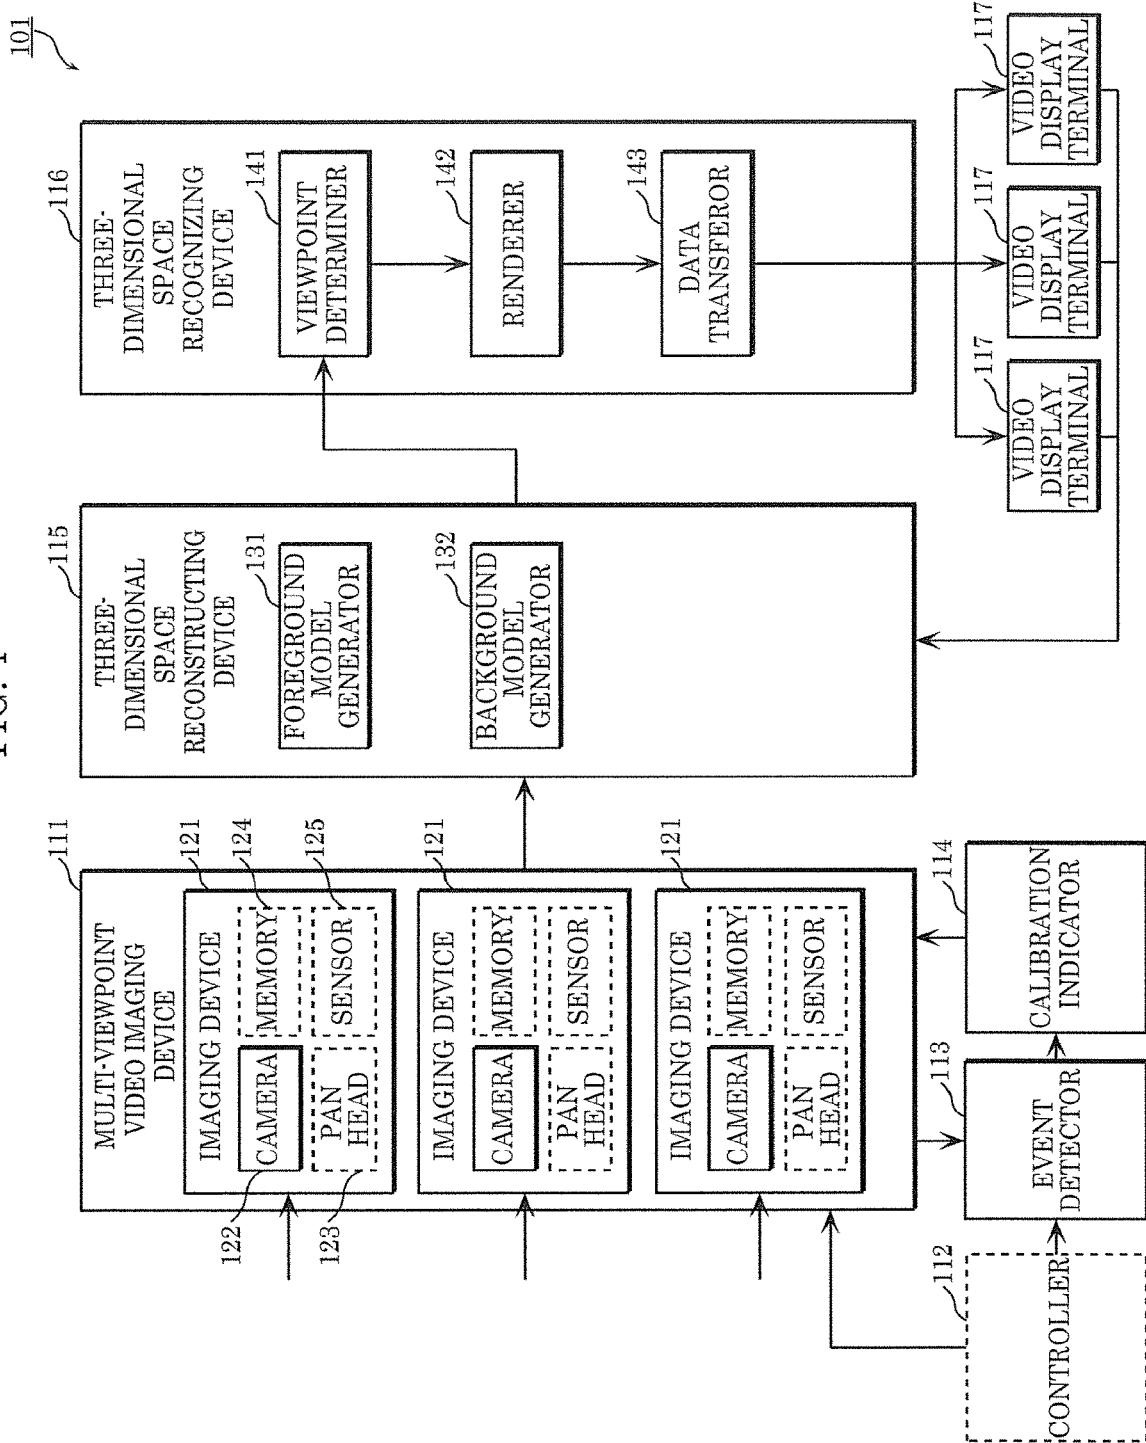 FIG. 1
101
111
MULTI-VIEWPOINT
VIDEO IMAGING
DEVICE
121
IMAGING DEVICE
122
CAMERA
124
MEMORY
123
PAN
HEAD
125
SENSOR
121
IMAGING DEVICE
CAMERA
MEMORY
PAN
HEAD
SENSOR
121
IMAGING DEVICE
CAMERA
MEMORY
PAN
HEAD
SENSOR
112
CONTROLLER
113
EVENT
DETECTOR
114
CALIBRATION
INDICATOR
115
THREE-
DIMENSIONAL
SPACE
RECONSTRUCTING
DEVICE
131
FOREGROUND
MODEL
GENERATOR
132
BACKGROUND
MODEL
GENERATOR
116
THREE-
DIMENSIONAL
SPACE
RECOGNIZING
DEVICE
141
VIEWPOINT
DETERMINER
142
RENDERER
143
DATA
TRANSFEROR
117
VIDEO
DISPLAY
TERMINAL
117
VIDEO
DISPLAY
TERMINAL
117
VIDEO
DISPLAY
TERMINAL